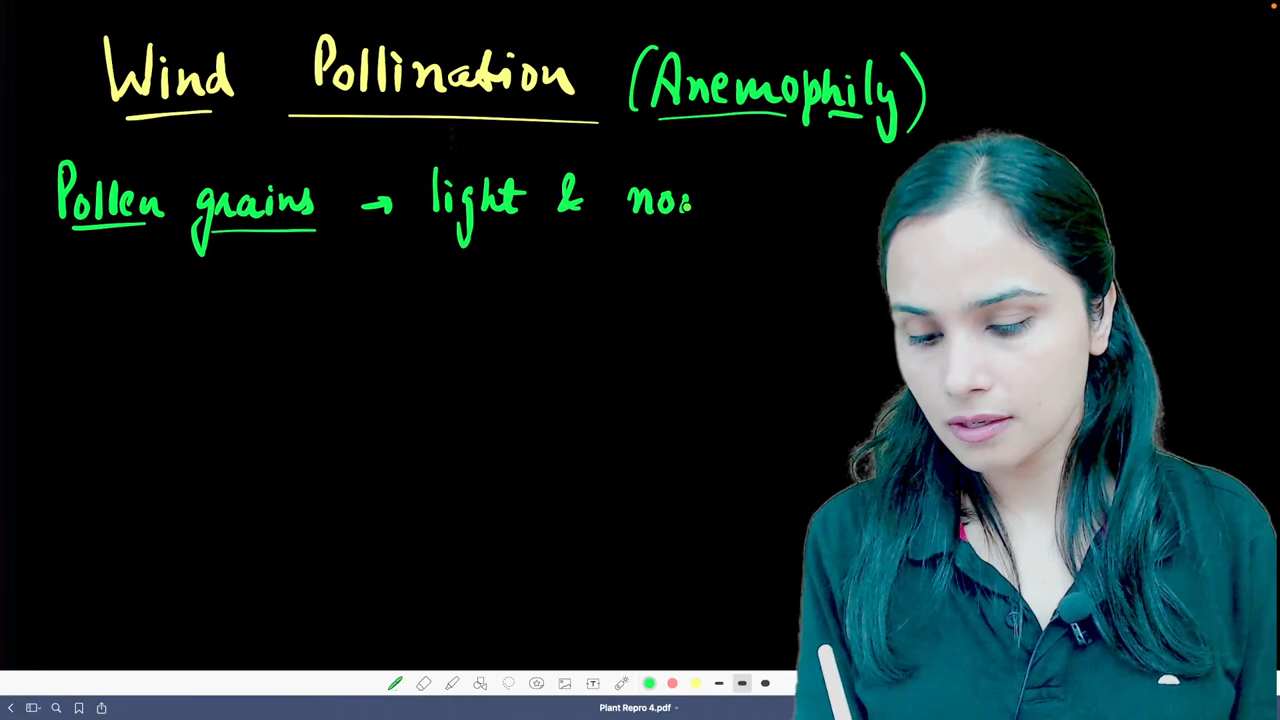 Wind Pollination (Anemophily)
Pollen grains → light & no
Plant Repro 4.pdf